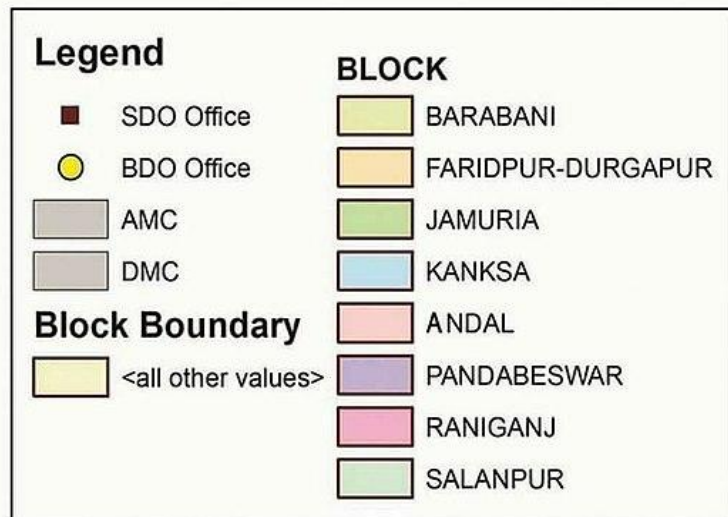 Legend
SDO Office
BDO Office
AMC
DMC
Block Boundary
<all other values>
BLOCK
BARABANI
FARIDPUR-DURGAPUR
JAMURIA
KANKSA
ANDAL
PANDABESWAR
RANIGANJ
SALANPUR